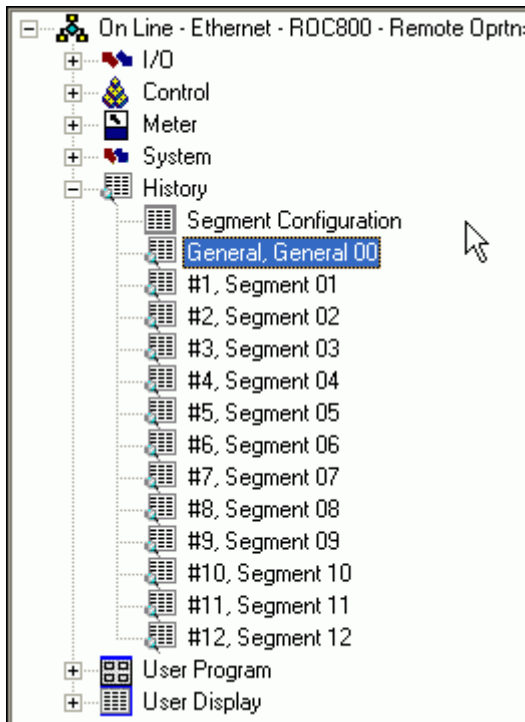 On Line - Ethernet - ROC800 - Remote Oprtn
I/O
Control
Meter
System
History
Segment Configuration
General, General 00
#1, Segment 01
#2, Segment 02
#3, Segment 03
#4, Segment 04
#5, Segment 05
#6, Segment 06
#7, Segment 07
#8, Segment 08
#9, Segment 09
#10, Segment 10
#11, Segment 11
#12, Segment 12
User Program
User Display